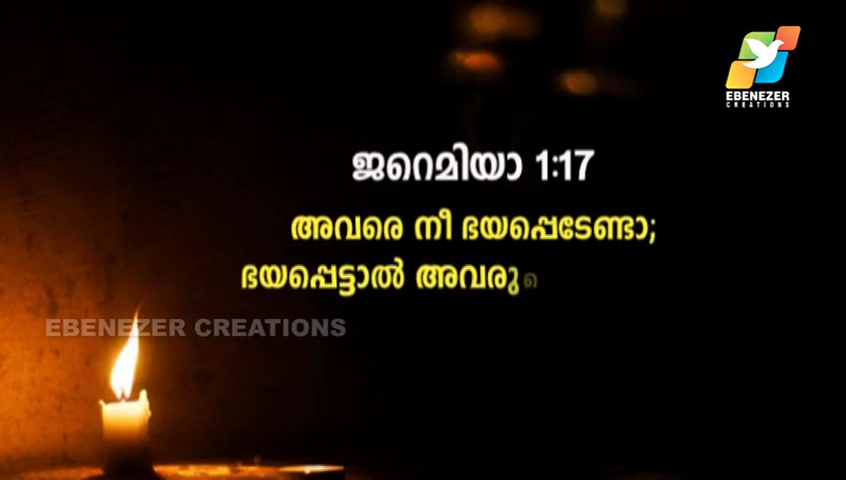 EBENEZER
CREATIONS
ജറെമിയാ 1:17
അവരെ നീ ഭയപ്പെടേണ്ടാ;
ഭയപ്പെട്ടാൽ അവരു
EBENEZER CREATIONS